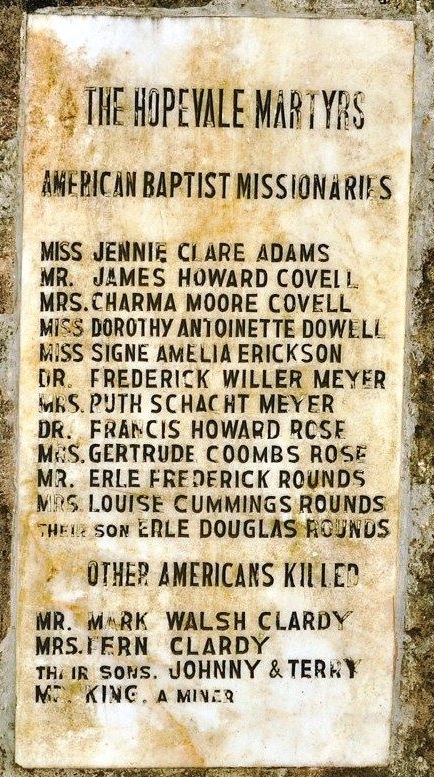 THE HOPEVALE MARTYRS
AMERICAN BAPTIST MISSIONARIES
MISS JENNIE CLARE ADAMS
MR. JAMES HOWARD COVELL
MRS. CHARMA MOORE COVELL
MISS DOROTHY ANTOINETTE DOWELL
MISS SIGNE AMELIA ERICKSON
DR. FREDERICK WILLER MEYER
MRS. RUTH SCHACHT MEYER
DR. FRANCIS HOWARD ROSE
MRS. GERTRUDE COOMBS ROSE
MR. ERLE FREDERICK ROUNDS
MRS. LOUISE CUMMINGS ROUNDS
THEIR SON ERLE DOUGLAS ROUNDS
OTHER AMERICANS KILLED
MR. MARK WALSH CLARDY
MRS. FERN CLARDY
THEIR SONS. JOHNNY & TERRY
MR. KING. A MINER